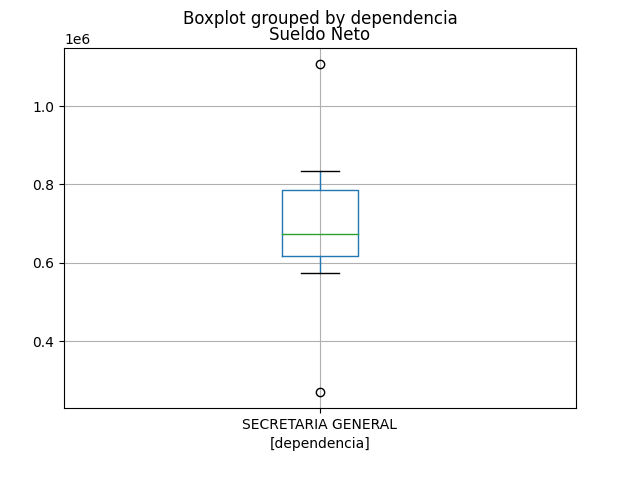 Boxplot grouped by dependencia
Sueldo Neto
1e6
1.0
0.8
0.6
0.4
SECRETARIA GENERAL
[dependencia]